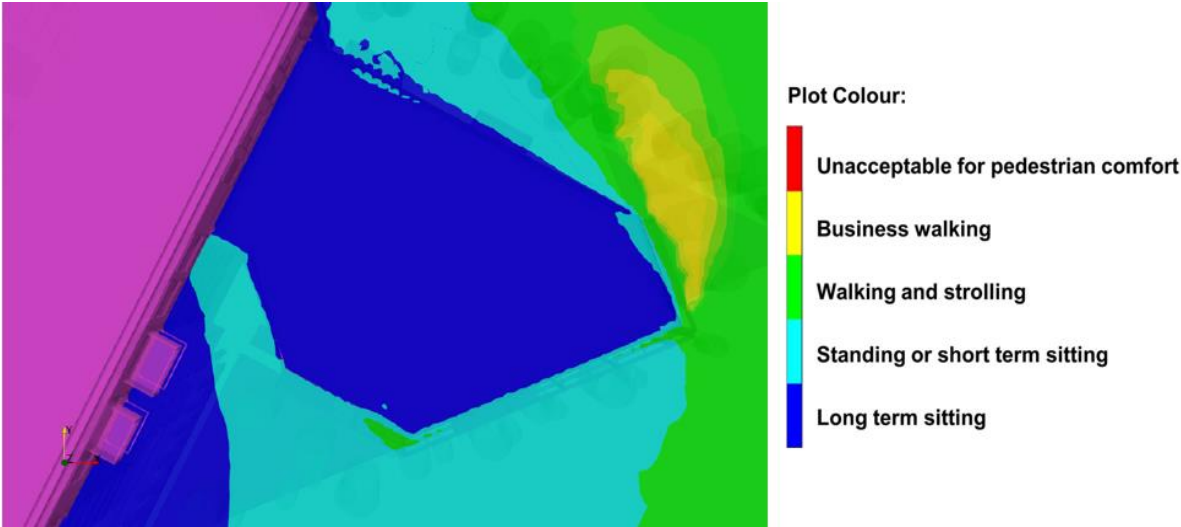 Plot Colour:
Unacceptable for pedestrian comfort
Business walking
Walking and strolling
Standing or short term sitting
Long term sitting